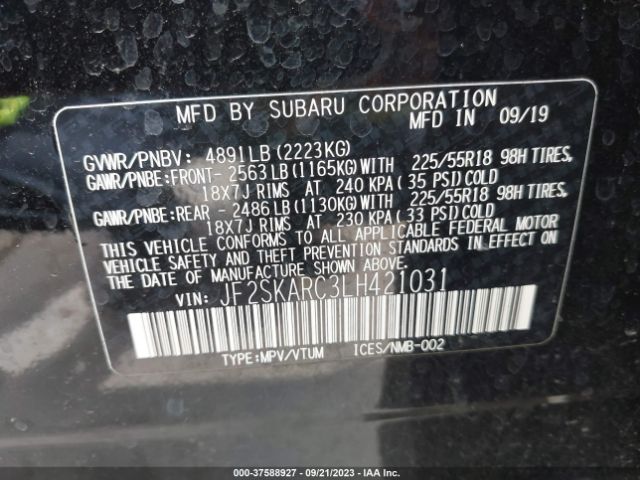 MFD BY SUBARU CORPORATION
MFD IN 09/19
GVWR/PNBV: 4891LB(2223KG)
GAWR/PNBE:FRONT- 2563LB(1165KG)WITH 225/55R18 98H TIRES,
18X7J RIMS AT 240 KPA( 35 PSI)COLD
GAWR/PNBE:REAR - 2486LB(1130KG)WITH 225/55R18 98H TIRES,
18X7J RIMS AT 230 KPA( 33 PSI)COLD
THIS VEHICLE CONFORMS TO ALL APPLICABLE FEDERAL MOTOR
VEHICLE SAFETY AND THEFT PREVENTION STANDARDS IN EFFECT ON
THE DATE OF MANUFACTURE SHOWN ABOVE.
VIN: JF2SKARC3LH421031
TYPE:MPV/VTUM ICES/NMB-002
000-37588927 - 09/21/2023 - Copyright IAA, Inc.